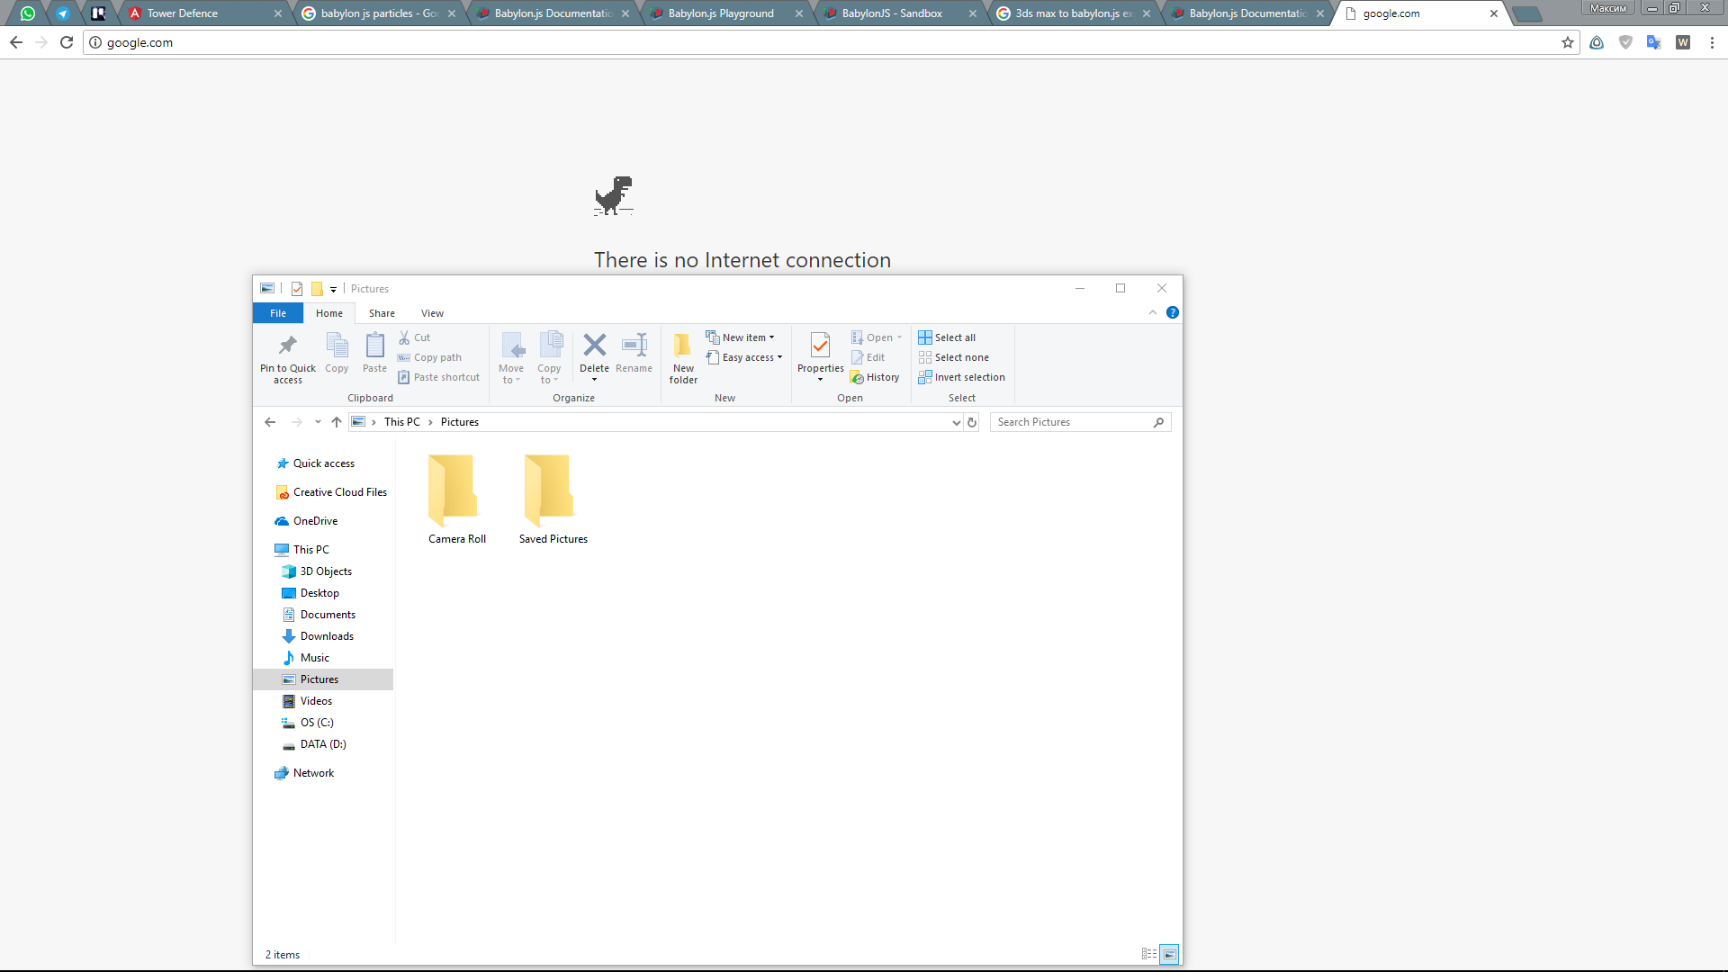 Tower Defence
babylon js particles - Goo
Babylon.js Documentatio
Babylon.js Playground
BabylonJS - Sandbox
3ds max to babylon.js ex
Babylon.js Documentatio
google.com
Максим
google.com
W
There is no Internet connection
Pictures
File
Home
Share
View
Pin to Quick access
Copy
Paste
Cut
Copy path
Paste shortcut
Clipboard
Move to
Copy to
Delete
Rename
Organize
New folder
New item
Easy access
New
Properties
Open
Edit
History
Open
Select all
Select none
Invert selection
Select
This PC
Pictures
Search Pictures
Quick access
Creative Cloud Files
OneDrive
This PC
3D Objects
Desktop
Documents
Downloads
Music
Pictures
Videos
OS (C:)
DATA (D:)
Network
Camera Roll
Saved Pictures
2 items